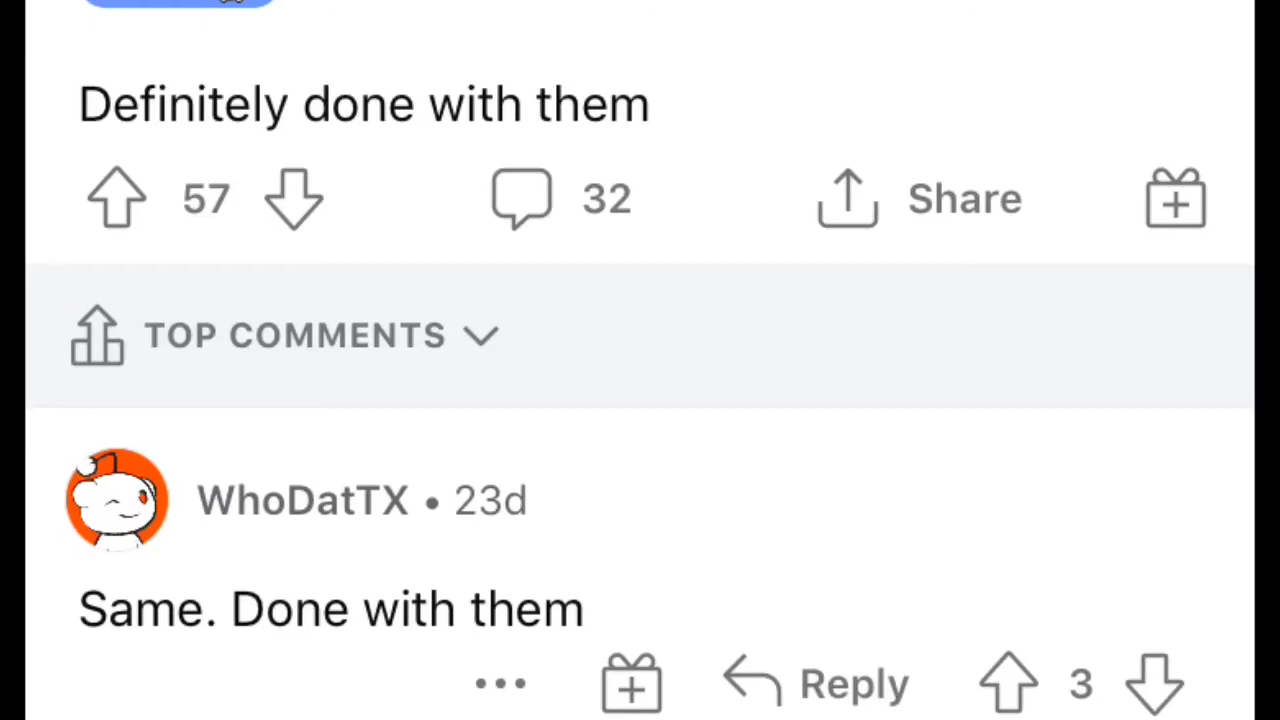 Definitely done with them
57 32 Share
TOP COMMENTS
WhoDatTX • 23d
Same. Done with them
Reply 3